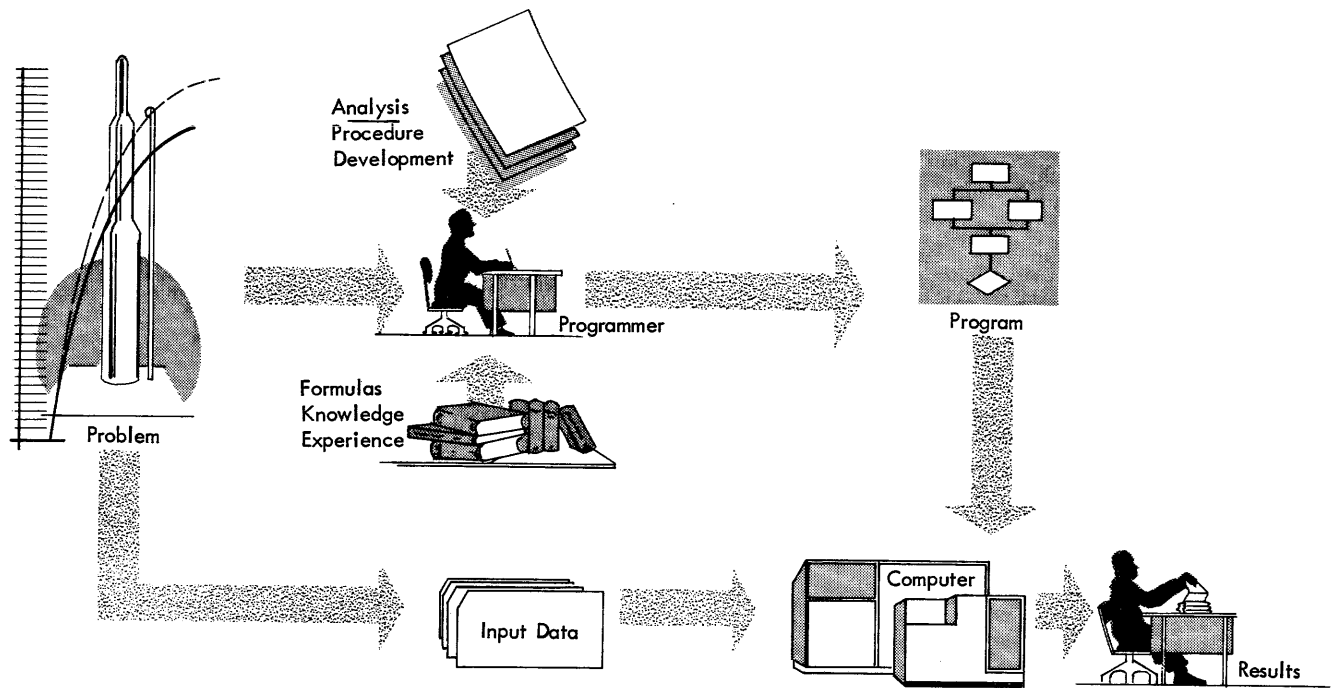 Analysis
Procedure
Development
Programmer
Program
Formulas
Knowledge
Experience
Problem
Input Data
Computer
Results